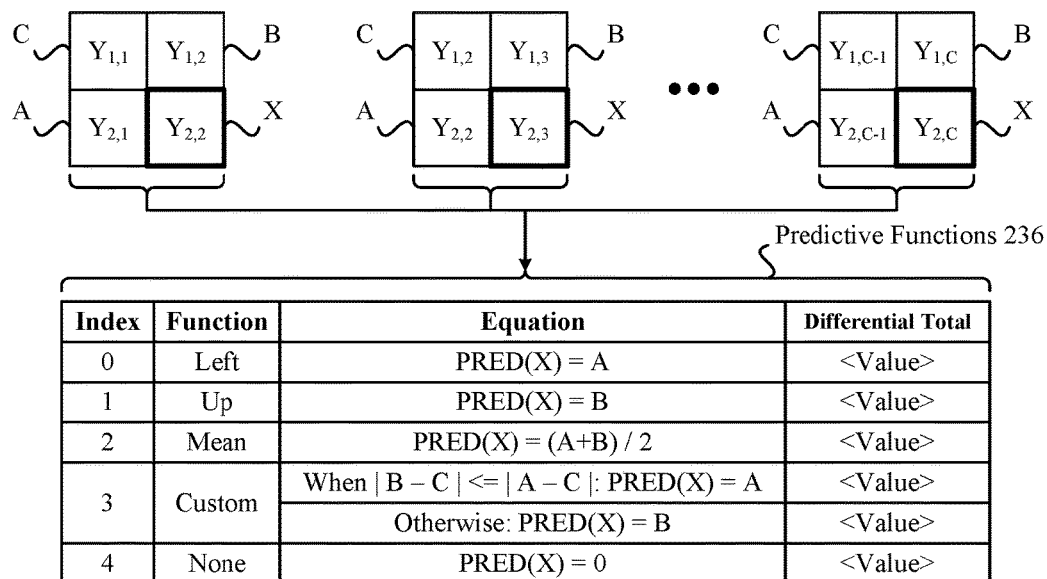 C Y1,1 Y1,2 B C Y1,2 Y1,3 B C Y1,C-1 Y1,C B
A Y2,1 Y2,2 X A Y2,2 Y2,3 X A Y2,C-1 Y2,C X
Predictive Functions 236
Index Function Equation Differential Total
0 Left PRED(X) = A <Value>
1 Up PRED(X) = B <Value>
2 Mean PRED(X) = (A+B) / 2 <Value>
3 Custom When | B – C | <= | A – C |: PRED(X) = A <Value>
Otherwise: PRED(X) = B <Value>
4 None PRED(X) = 0 <Value>